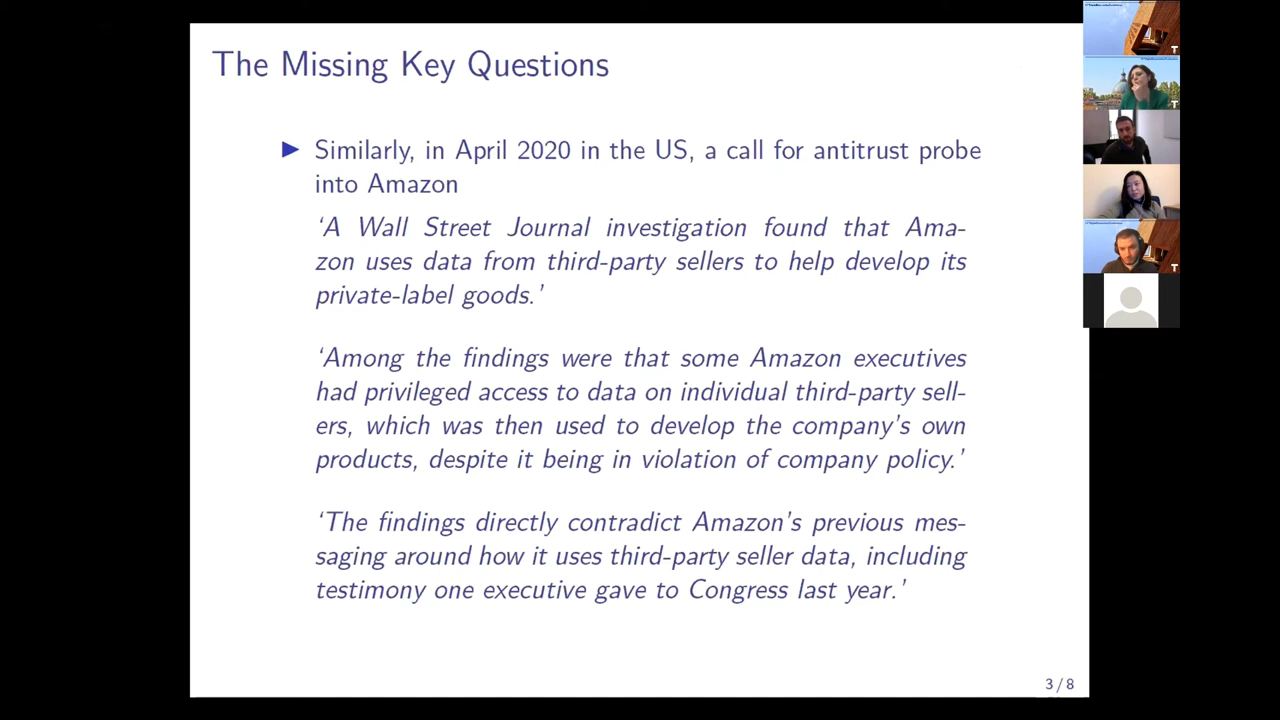 The Missing Key Questions
▶ Similarly, in April 2020 in the US, a call for antitrust probe
into Amazon
‘A Wall Street Journal investigation found that Ama-
zon uses data from third-party sellers to help develop its
private-label goods.’
‘Among the findings were that some Amazon executives
had privileged access to data on individual third-party sell-
ers, which was then used to develop the company’s own
products, despite it being in violation of company policy.’
‘The findings directly contradict Amazon’s previous mes-
saging around how it uses third-party seller data, including
testimony one executive gave to Congress last year.’
3 / 8